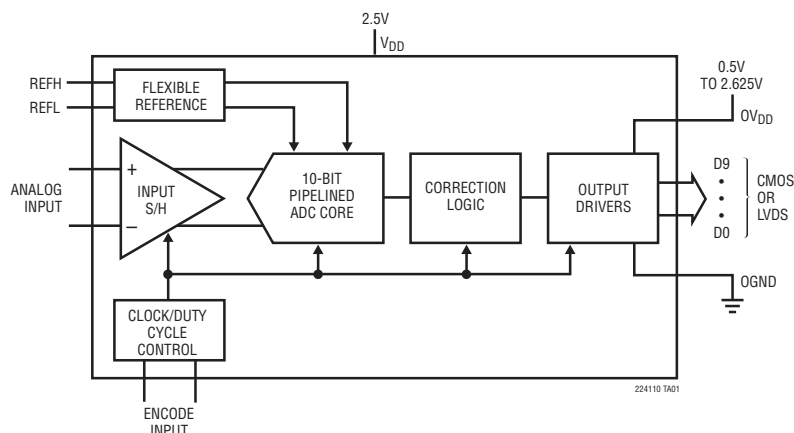 2.5V
VDD
0.5V
TO 2.625V
OVDD
REFH
REFL
FLEXIBLE
REFERENCE
ANALOG
INPUT
+
−
INPUT
S/H
10-BIT
PIPELINED
ADC CORE
CORRECTION
LOGIC
OUTPUT
DRIVERS
D9
•
•
•
D0
CMOS
OR
LVDS
OGND
CLOCK/DUTY
CYCLE
CONTROL
224110 TA01
ENCODE
INPUT